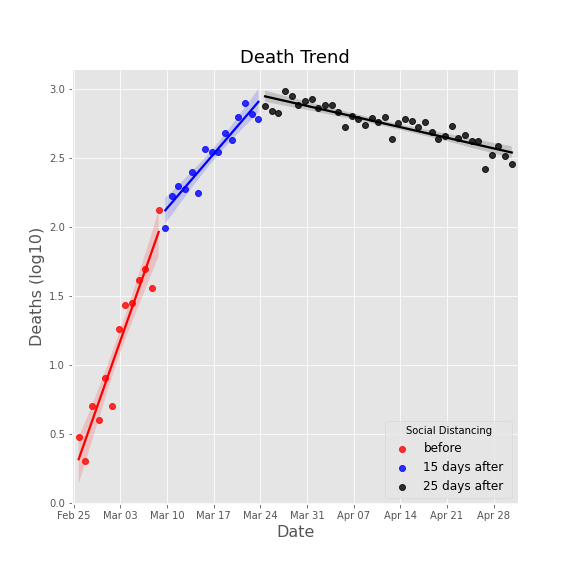 Death Trend
3.0
2.5
2.0
1.5
1.0
0.5
0.0
Deaths (log10)
Social Distancing
before
15 days after
25 days after
Feb 25 Mar 03 Mar 10 Mar 17 Mar 24 Mar 31 Apr 07 Apr 14 Apr 21 Apr 28
Date